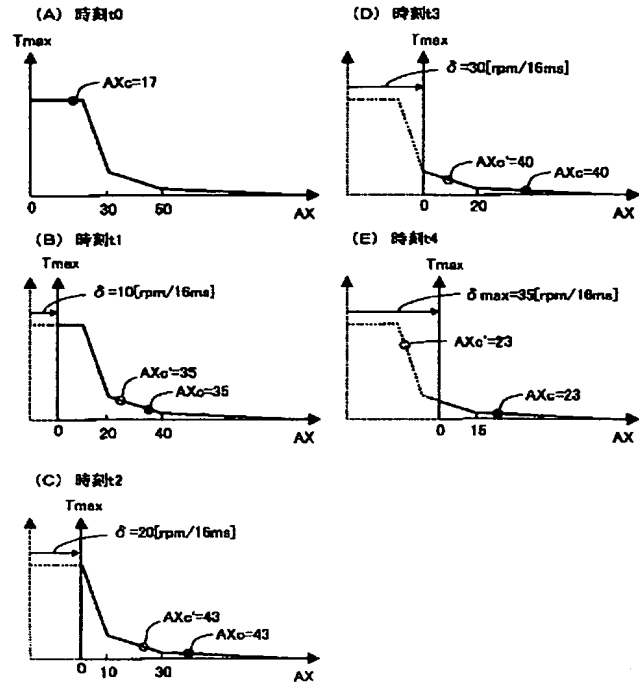 (A) 時刻t0
Tmax
AXc=17
0
30
50
AX
(B) 時刻t1
Tmax
δ=10[rpm/16ms]
AXc'=35
AXc=35
0
20
40
AX
(C) 時刻t2
Tmax
δ=20[rpm/16ms]
AXc'=43
AXc=43
0
10
30
AX
(D) 時刻t3
Tmax
δ=30[rpm/16ms]
AXc'=40
AXc=40
0
20
AX
(E) 時刻t4
Tmax
δmax=35[rpm/16ms]
AXc'=23
AXc=23
0
15
AX